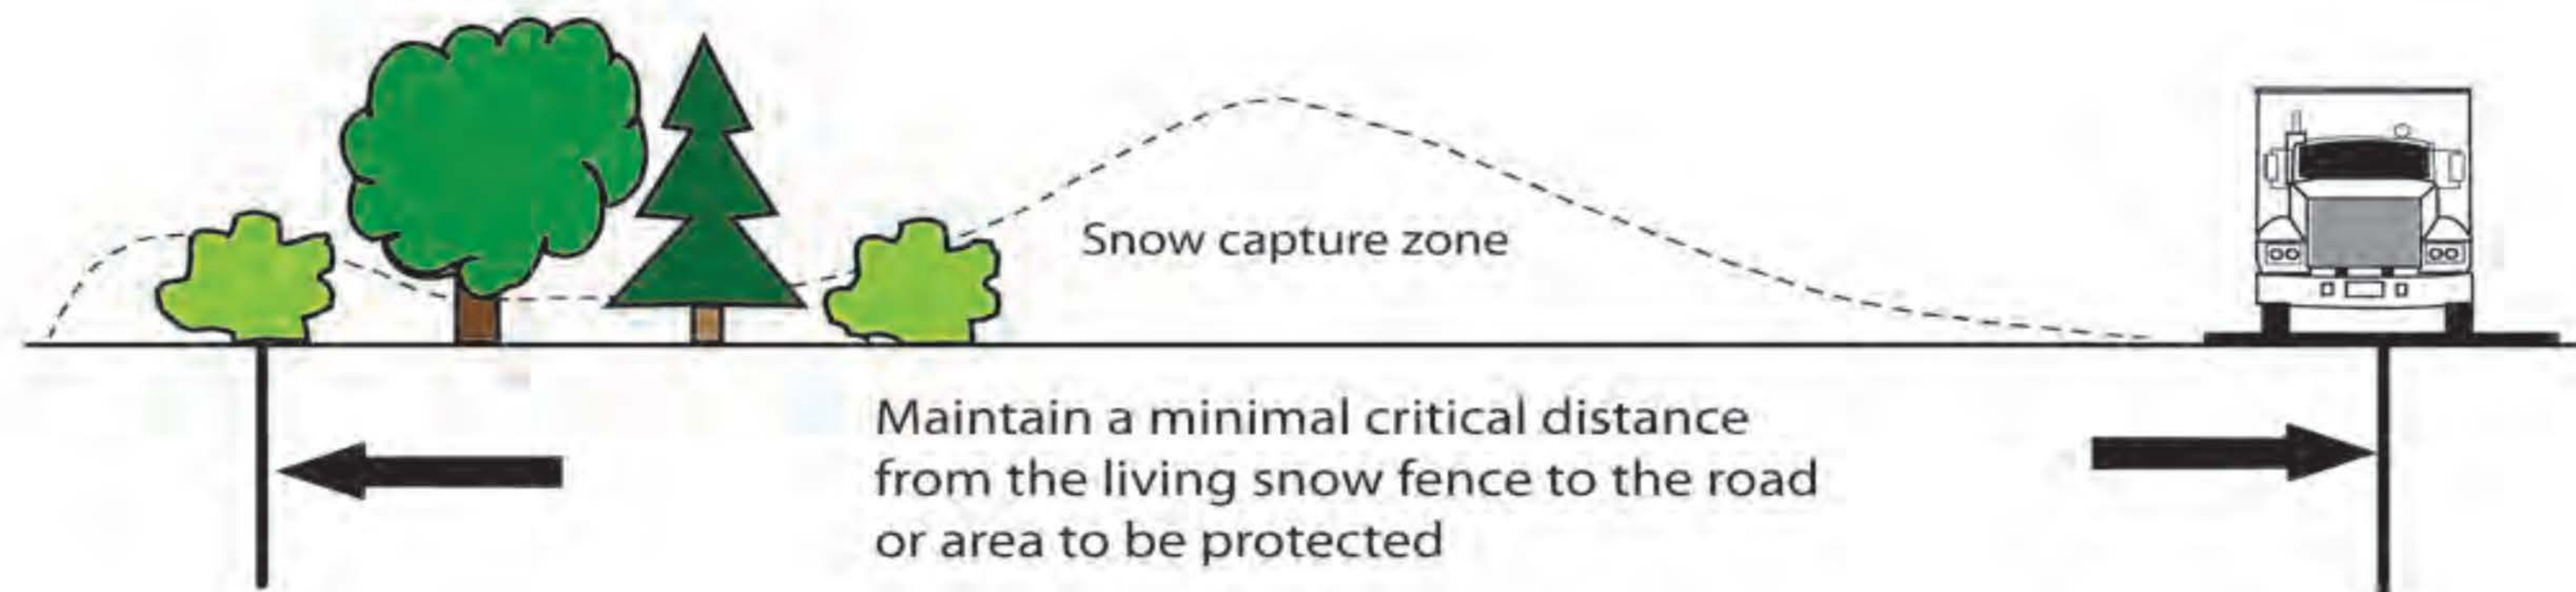 Snow capture zone
Maintain a minimal critical distance
from the living snow fence to the road
or area to be protected